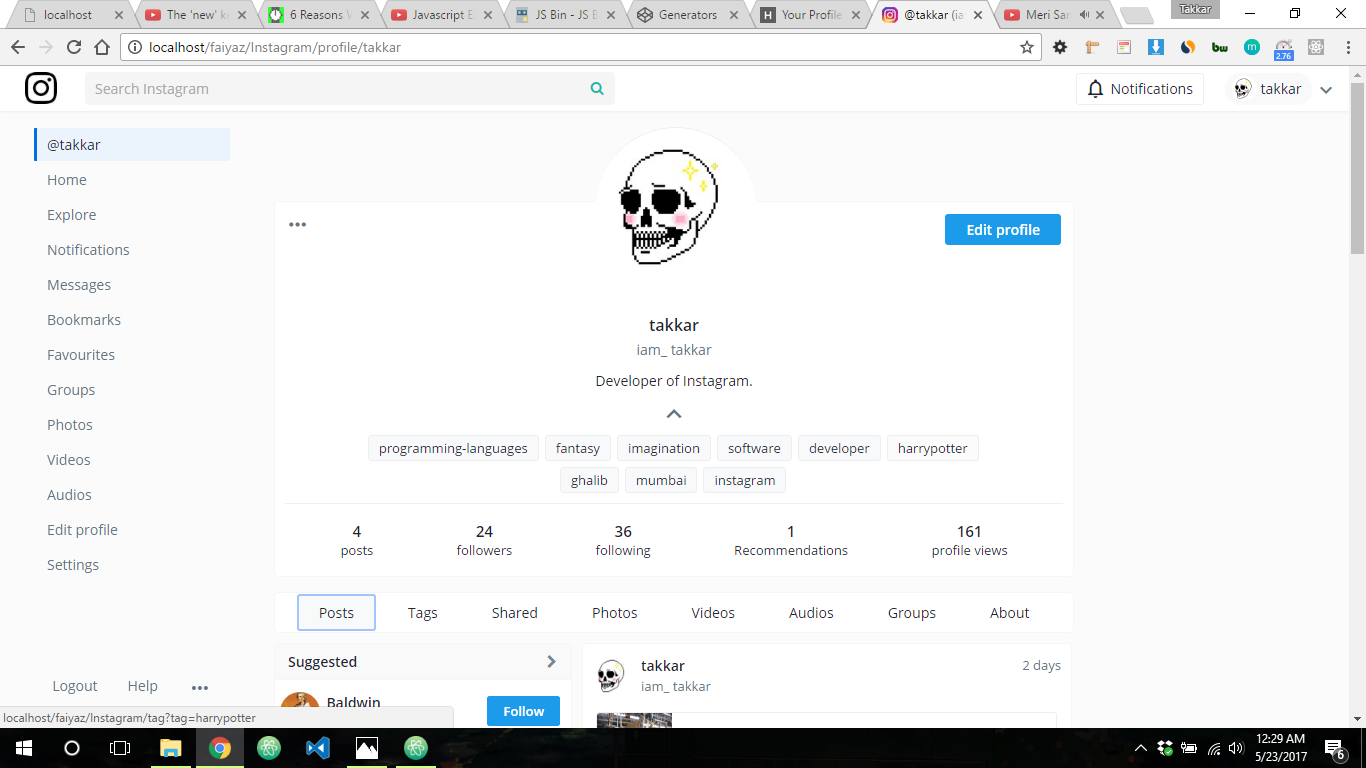 Takkar
localhost
The 'new' k
6 Reasons
Javascript E
JS Bin - JS B
Generators
Your Profile
@takkar (ia
Meri Sar
localhost/faiyaz/Instagram/profile/takkar
bw
m
2.76
Search Instagram
Notifications
takkar
@takkar
Home
Explore
Notifications
Messages
Bookmarks
Favourites
Groups
Photos
Videos
Audios
Edit profile
Settings
Logout Help
Edit profile
takkar
iam_ takkar
Developer of Instagram.
programming-languages fantasy imagination software developer harrypotter
ghalib mumbai instagram
4 24 36 1 161
posts followers following Recommendations profile views
Posts Tags Shared Photos Videos Audios Groups About
Suggested
Baldwin
Follow
takkar
2 days
iam_ takkar
localhost/faiyaz/Instagram/tag?tag=harrypotter
12:29 AM
5/23/2017
6